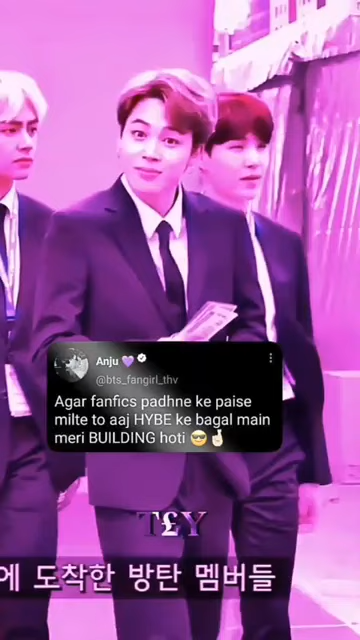 Anju 💜
@bts_fangirl_thv
Agar fanfics padhne ke paise
milte to aaj HYBE ke bagal main
meri BUILDING hoti 😎☝🏻
T£Y
에 도착한 방탄 멤버들